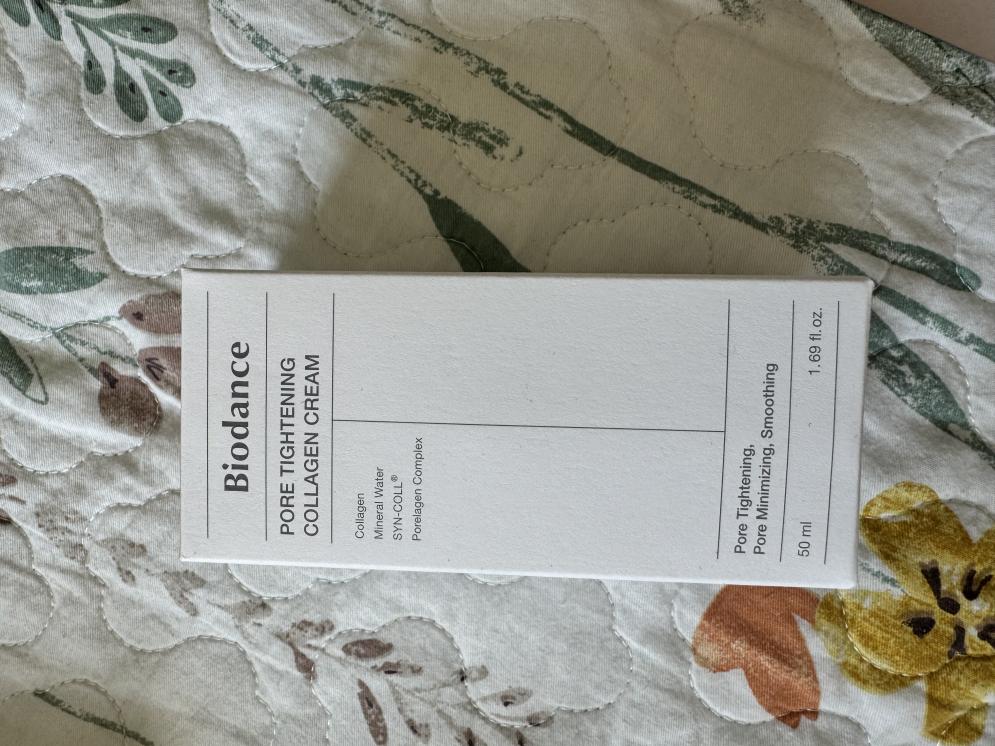 Biodance
PORE TIGHTENING
COLLAGEN CREAM
Collagen
Mineral Water
SYN-COLL®
Porelagen Complex
Pore Tightening,
Pore Minimizing, Smoothing
50 ml 1.69 fl.oz.